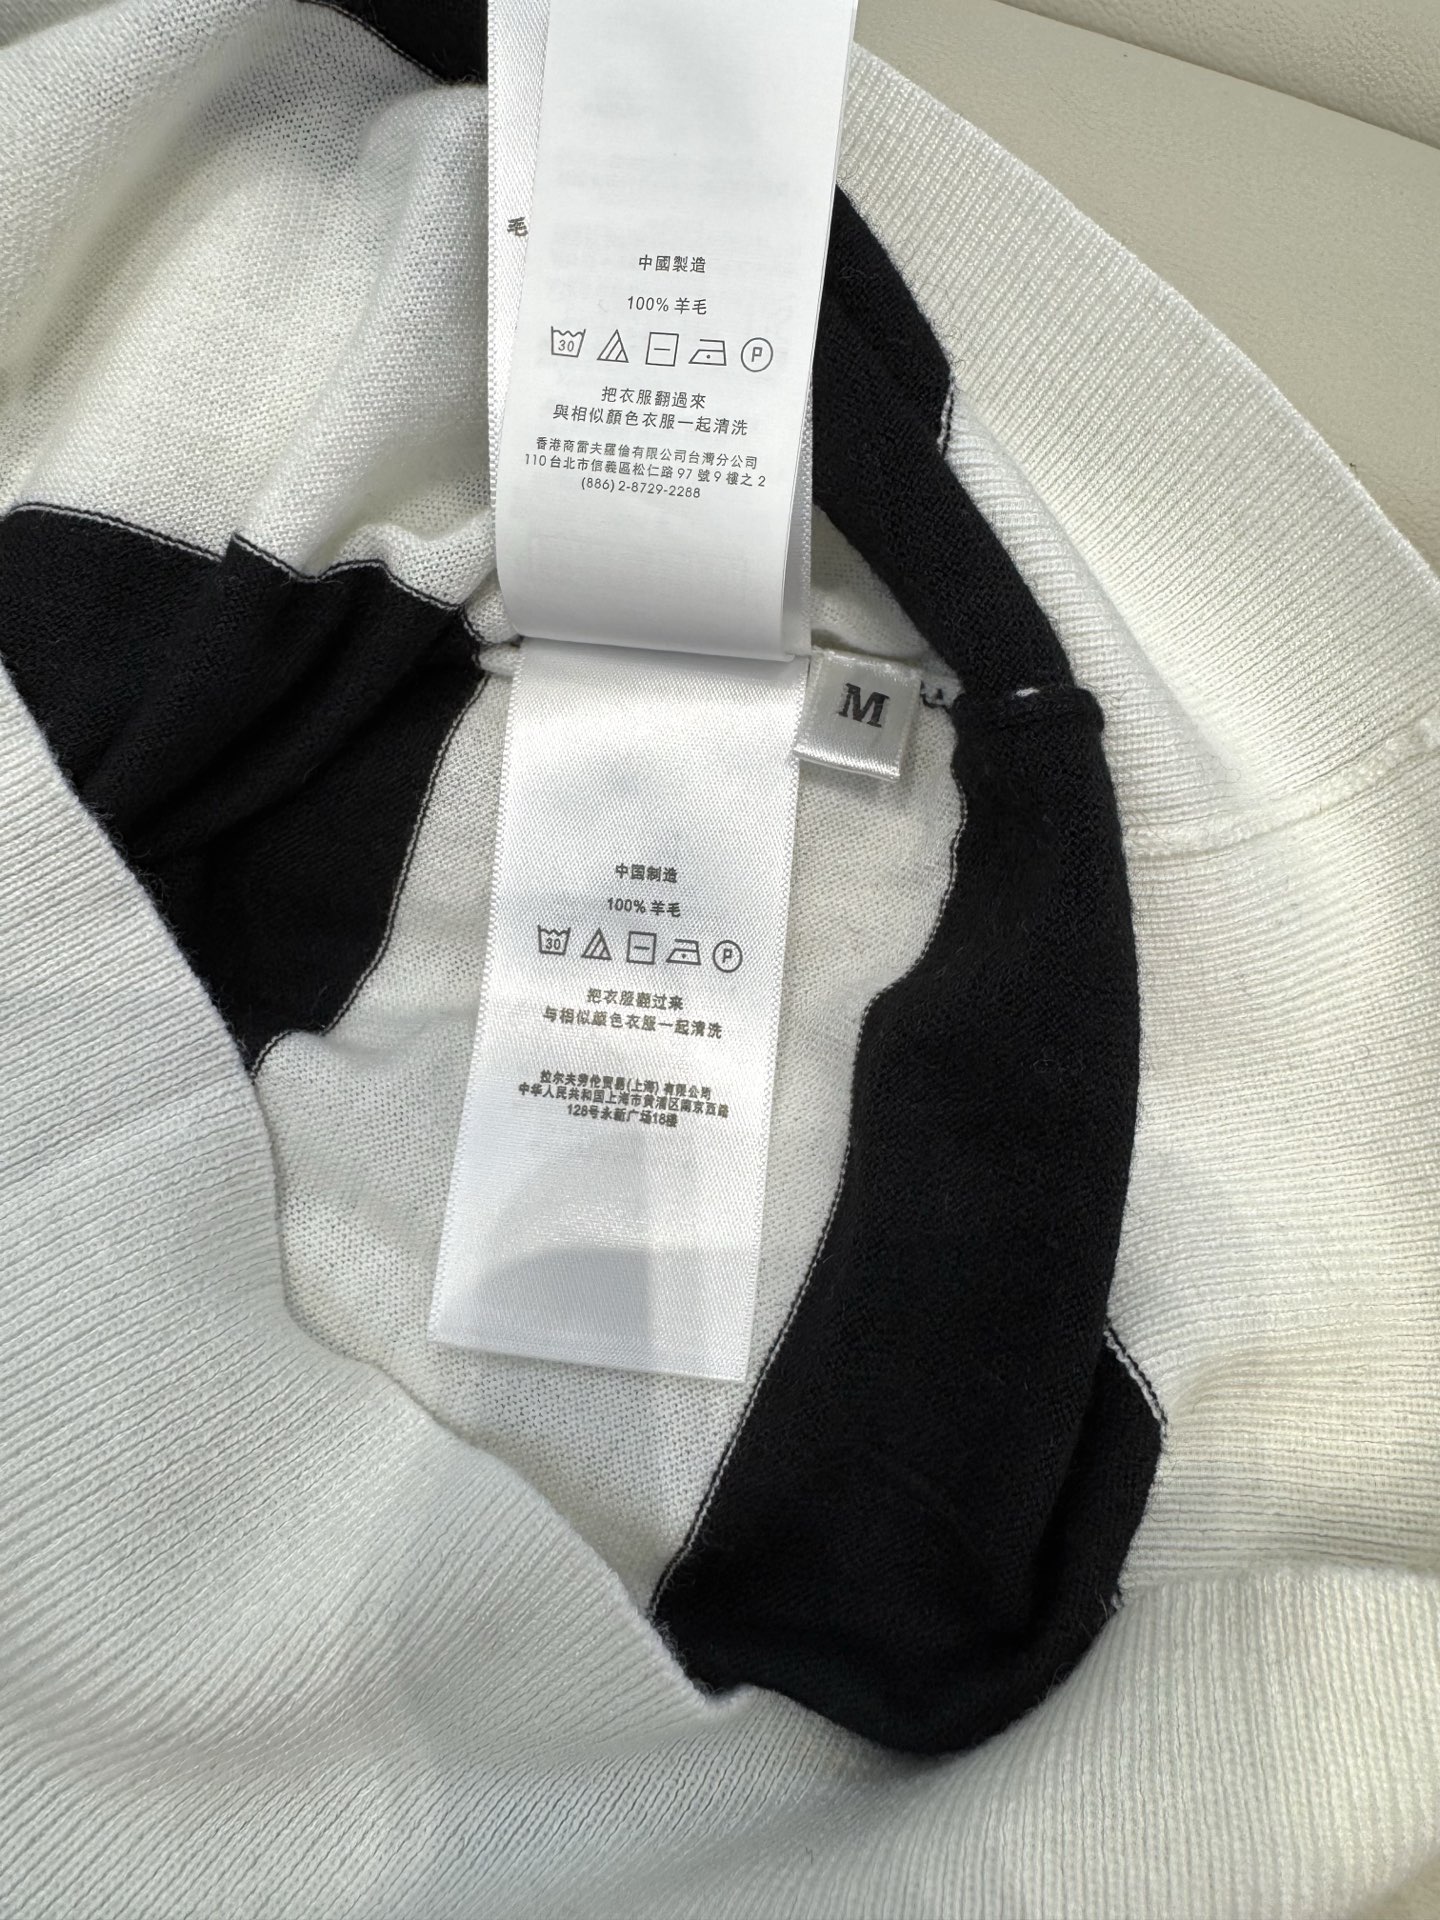 毛
中國製造
100% 羊毛
30 P
把衣服翻過來
與相似顏色衣服一起清洗
香港商雷夫羅倫有限公司台灣分公司
110台北市信義區松仁路97號9樓之2
(886) 2-8729-2288
M
中国制造
100% 羊毛
30 P
把衣服翻过来
与相似颜色衣服一起清洗
拉尔夫劳伦贸易(上海) 有限公司
中华人民共和国上海市黄浦区南京西路
128号永新广场18楼